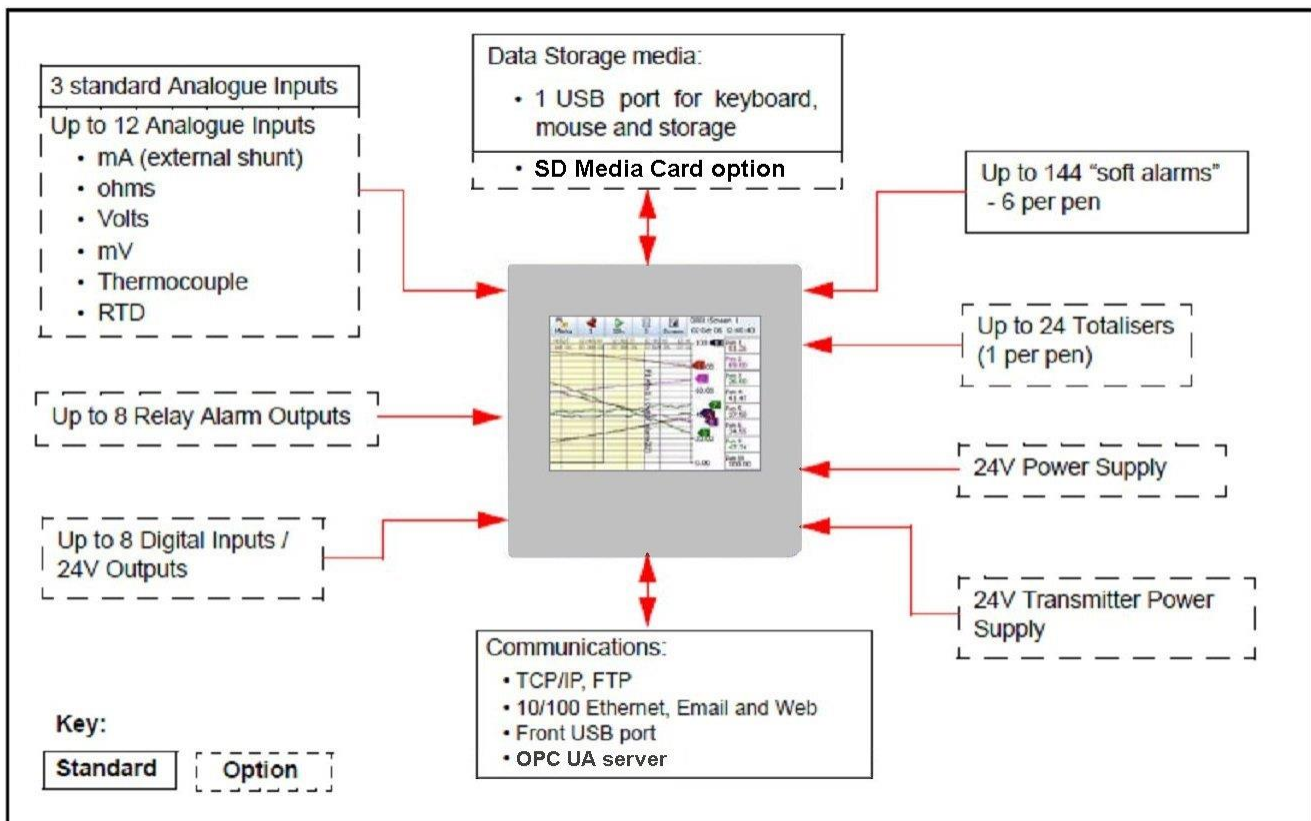 3 standard Analogue Inputs
Up to 12 Analogue Inputs
• mA (external shunt)
• ohms
• Volts
• mV
• Thermocouple
• RTD
Data Storage media:
• 1 USB port for keyboard,
mouse and storage
• SD Media Card option
Up to 144 “soft alarms”
- 6 per pen
Up to 24 Totalisers
(1 per pen)
Up to 8 Relay Alarm Outputs
24V Power Supply
Up to 8 Digital Inputs /
24V Outputs
24V Transmitter Power
Supply
Communications:
• TCP/IP, FTP
• 10/100 Ethernet, Email and Web
• Front USB port
• OPC UA server
Key:
Standard
Option